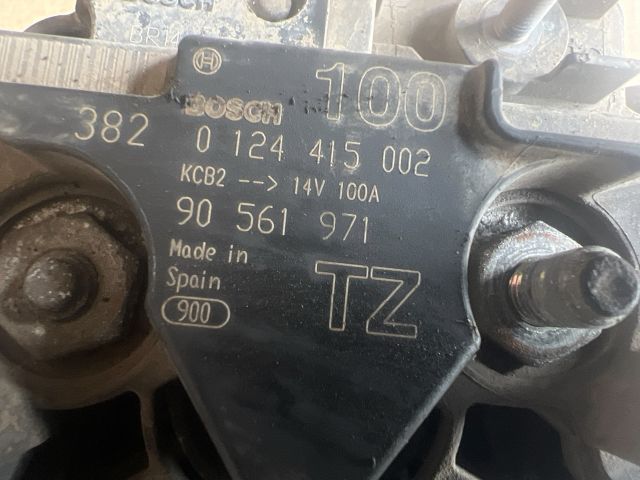 BOSCH
100
382
0 124 415 002
KCB2 --> 14V 100A
90 561 971
Made in
Spain
TZ
900